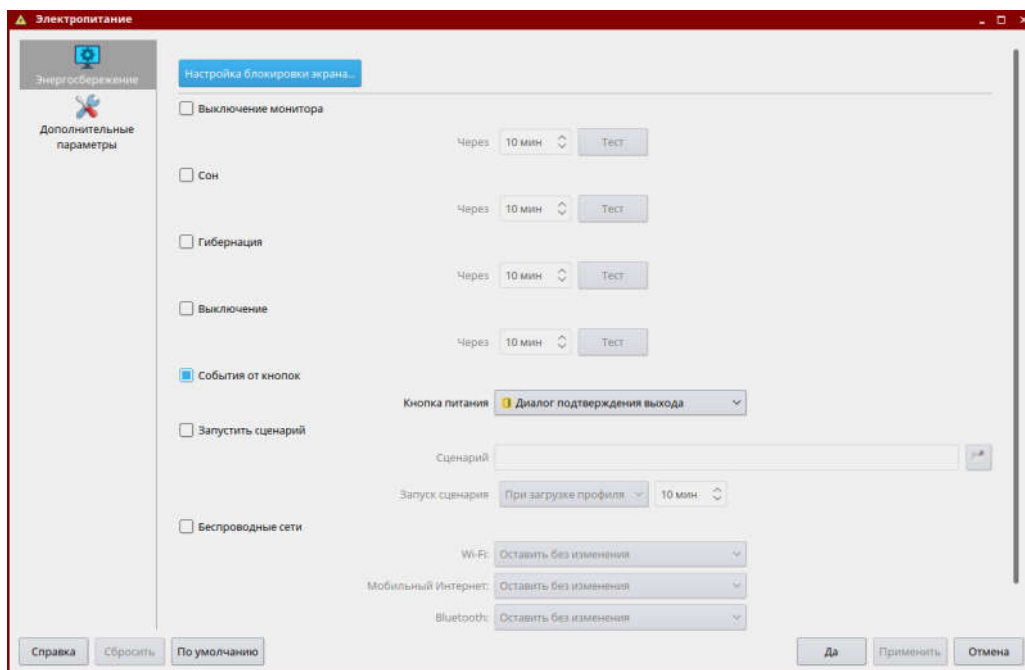 Электропитание
Энергосбережение
Дополнительные
параметры
Настройка блокировки экрана...
Выключение монитора
Через 10 мин Тест
Сон
Через 10 мин Тест
Гибернация
Через 10 мин Тест
Выключение
Через 10 мин Тест
События от кнопок
Кнопка питания Диалог подтверждения выхода
Запустить сценарий
Сценарий
Запуск сценария При загрузке профиля 10 мин
Беспроводные сети
Wi-Fi: Оставить без изменения
Мобильный Интернет: Оставить без изменения
Bluetooth: Оставить без изменения
Справка Сбросить По умолчанию Да Применить Отмена